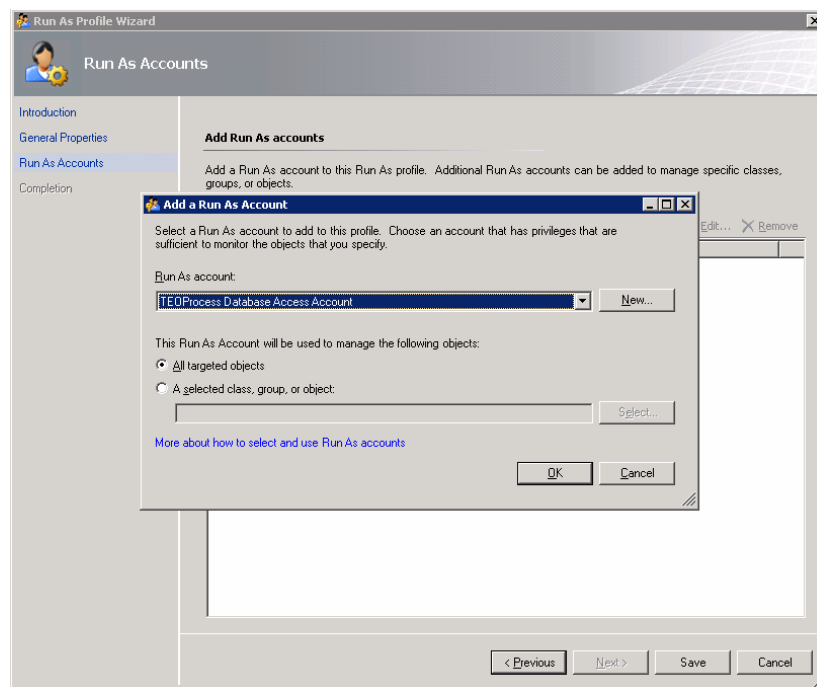 Run As Profile Wizard
Run As Accounts
Introduction
General Properties
Run As Accounts
Completion
Add Run As accounts
Add a Run As account to this Run As profile. Additional Run As accounts can be added to manage specific classes,
groups, or objects.
Edit... Remove
Add a Run As Account
Select a Run As account to add to this profile. Choose an account that has privileges that are
sufficient to monitor the objects that you specify.
Run As account:
TEOProcess Database Access Account
New...
This Run As Account will be used to manage the following objects:
All targeted objects
A selected class, group, or object:
Select...
More about how to select and use Run As accounts
OK Cancel
< Previous Next > Save Cancel